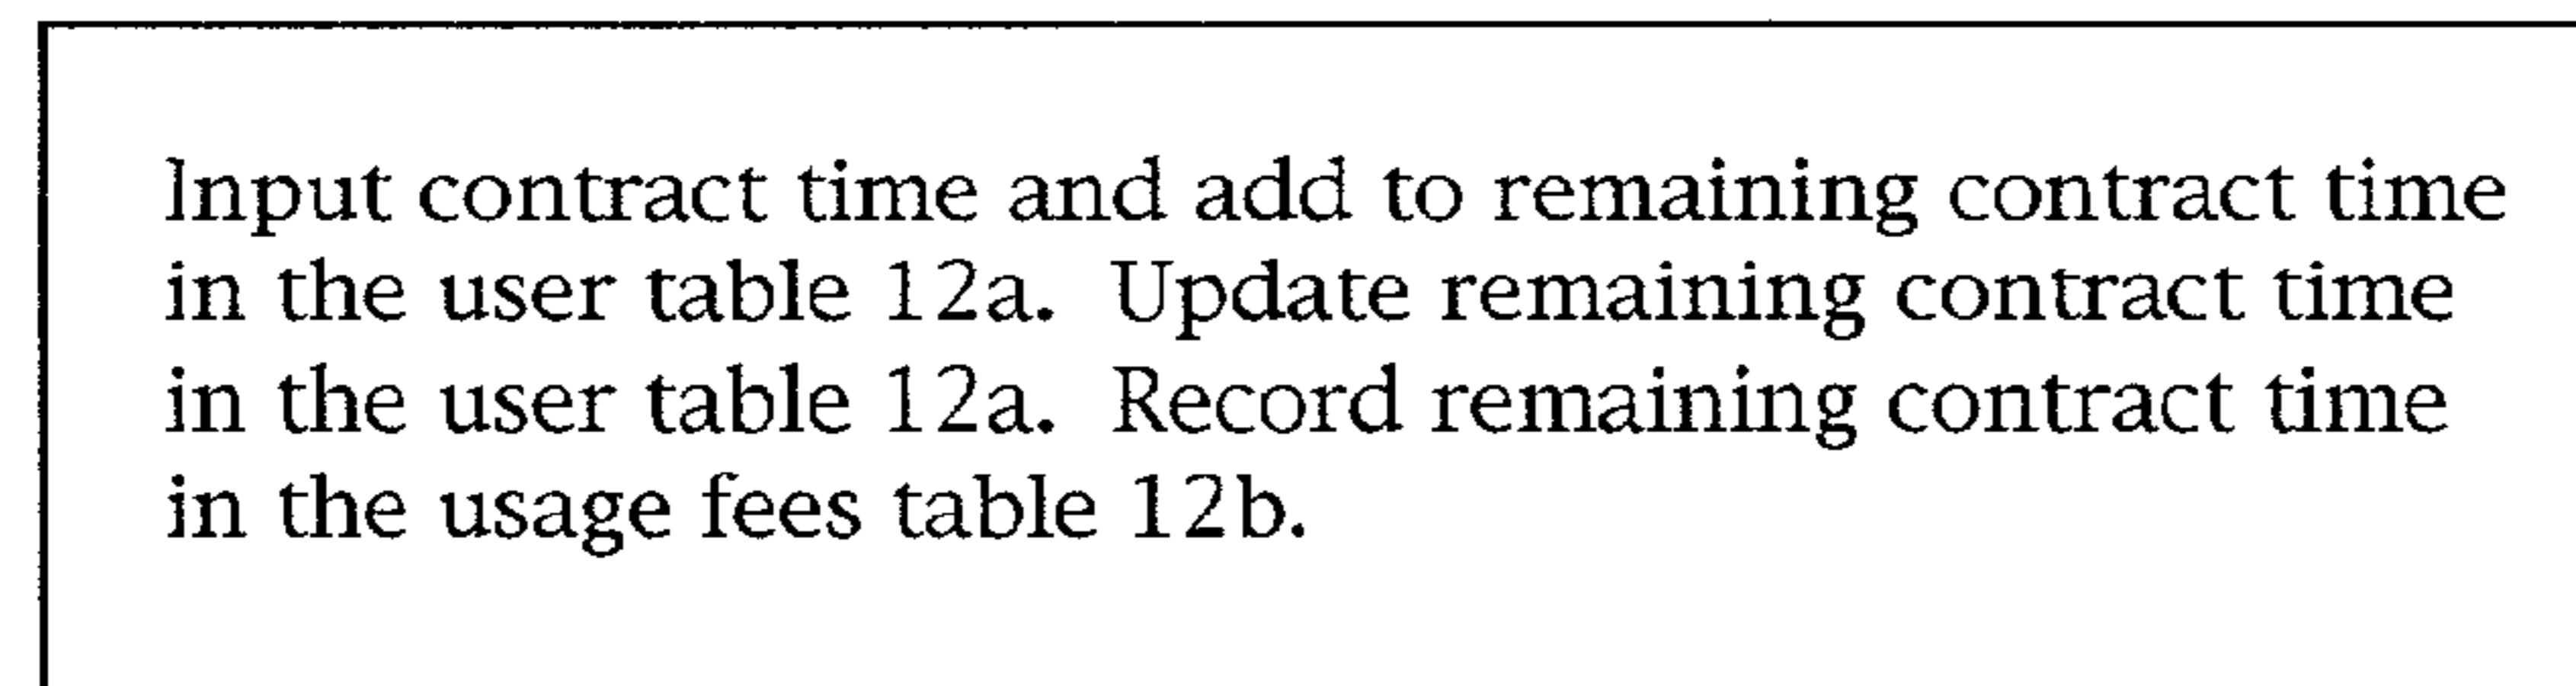 Input contract time and add to remaining contract time
in the user table 12a.  Update remaining contract time
in the user table 12a.  Record remaining contract time
in the usage fees table 12b.